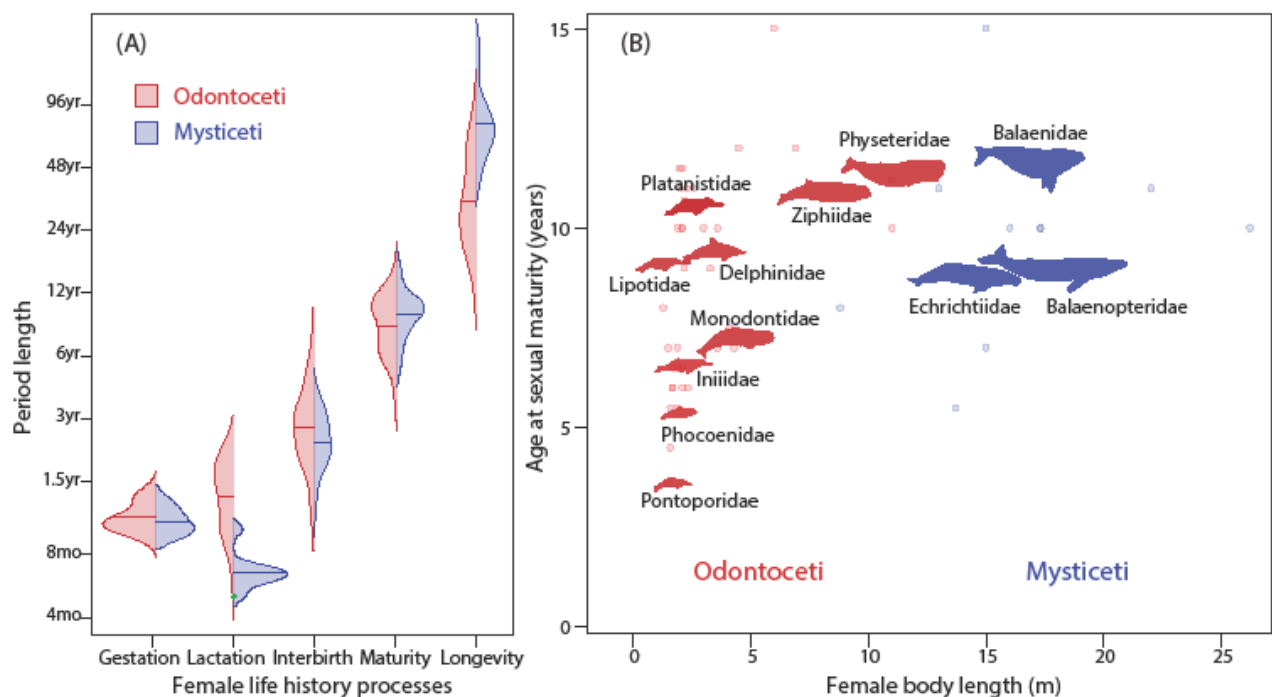 (A)
Odontoceti
Mysticeti
96yr
48yr
24yr
12yr
6yr
3yr
1.5yr
8mo
4mo
Period length
Gestation Lactation Interbirth Maturity Longevity
Female life history processes
(B)
15
10
5
0
Age at sexual maturity (years)
Physeteridae
Balaenidae
Platanistidae
Ziphiidae
Lipotidae
Delphinidae
Echrichtiidae
Balaenopteridae
Monodontidae
Iniiidae
Phocoenidae
Pontoporidae
Odontoceti
Mysticeti
0 5 10 15 20 25
Female body length (m)